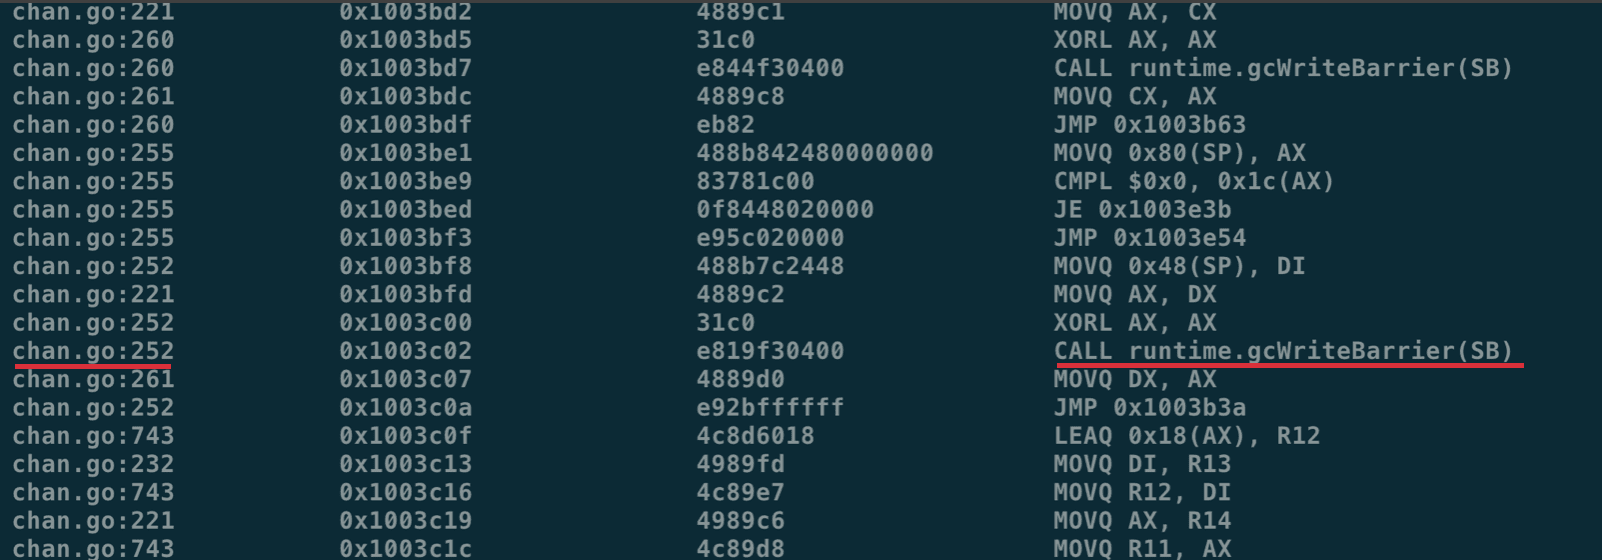 chan.go:221 0x1003bd2 4889c1 MOVQ AX, CX
chan.go:260 0x1003bd5 31c0 XORL AX, AX
chan.go:260 0x1003bd7 e844f30400 CALL runtime.gcWriteBarrier(SB)
chan.go:261 0x1003bdc 4889c8 MOVQ CX, AX
chan.go:260 0x1003bdf eb82 JMP 0x1003b63
chan.go:255 0x1003be1 488b842480000000 MOVQ 0x80(SP), AX
chan.go:255 0x1003be9 83781c00 CMPL $0x0, 0x1c(AX)
chan.go:255 0x1003bed 0f8448020000 JE 0x1003e3b
chan.go:255 0x1003bf3 e95c020000 JMP 0x1003e54
chan.go:252 0x1003bf8 488b7c2448 MOVQ 0x48(SP), DI
chan.go:221 0x1003bfd 4889c2 MOVQ AX, DX
chan.go:252 0x1003c00 31c0 XORL AX, AX
chan.go:252 0x1003c02 e819f30400 CALL runtime.gcWriteBarrier(SB)
chan.go:261 0x1003c07 4889d0 MOVQ DX, AX
chan.go:252 0x1003c0a e92bffffff JMP 0x1003b3a
chan.go:743 0x1003c0f 4c8d6018 LEAQ 0x18(AX), R12
chan.go:232 0x1003c13 4989fd MOVQ DI, R13
chan.go:743 0x1003c16 4c89e7 MOVQ R12, DI
chan.go:221 0x1003c19 4989c6 MOVQ AX, R14
chan.go:743 0x1003c1c 4c89d8 MOVQ R11, AX